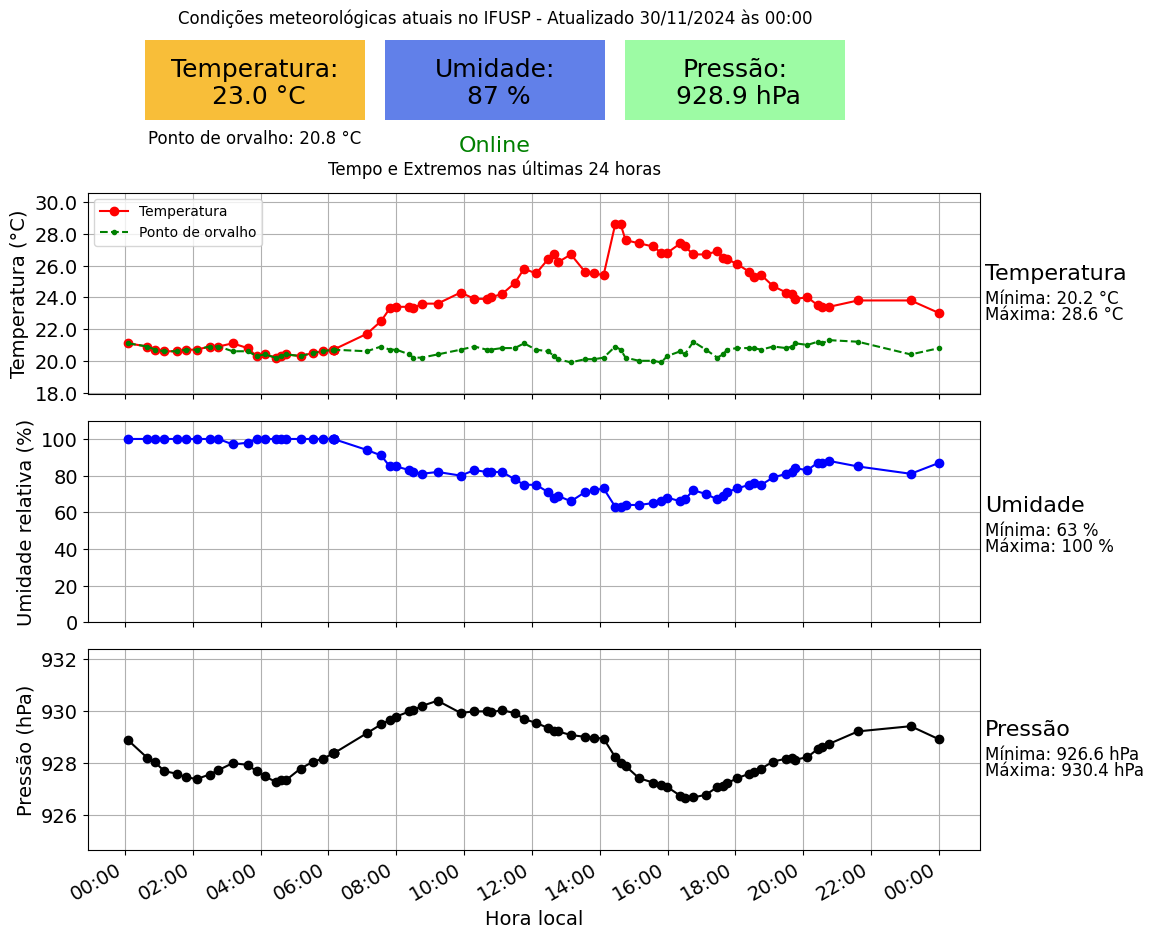 Condições meteorológicas atuais no IFUSP - Atualizado 30/11/2024 às 00:00
Temperatura:
23.0 °C
Umidade:
87 %
Pressão:
928.9 hPa
Ponto de orvalho: 20.8 °C
Online
Tempo e Extremos nas últimas 24 horas
Temperatura (°C)
30.0
28.0
26.0
24.0
22.0
20.0
18.0
Temperatura
Ponto de orvalho
Temperatura
Mínima: 20.2 °C
Máxima: 28.6 °C
Umidade relativa (%)
100
80
60
40
20
0
Umidade
Mínima: 63 %
Máxima: 100 %
Pressão (hPa)
932
930
928
926
Pressão
Mínima: 926.6 hPa
Máxima: 930.4 hPa
00:00 02:00 04:00 06:00 08:00 10:00 12:00 14:00 16:00 18:00 20:00 22:00 00:00
Hora local